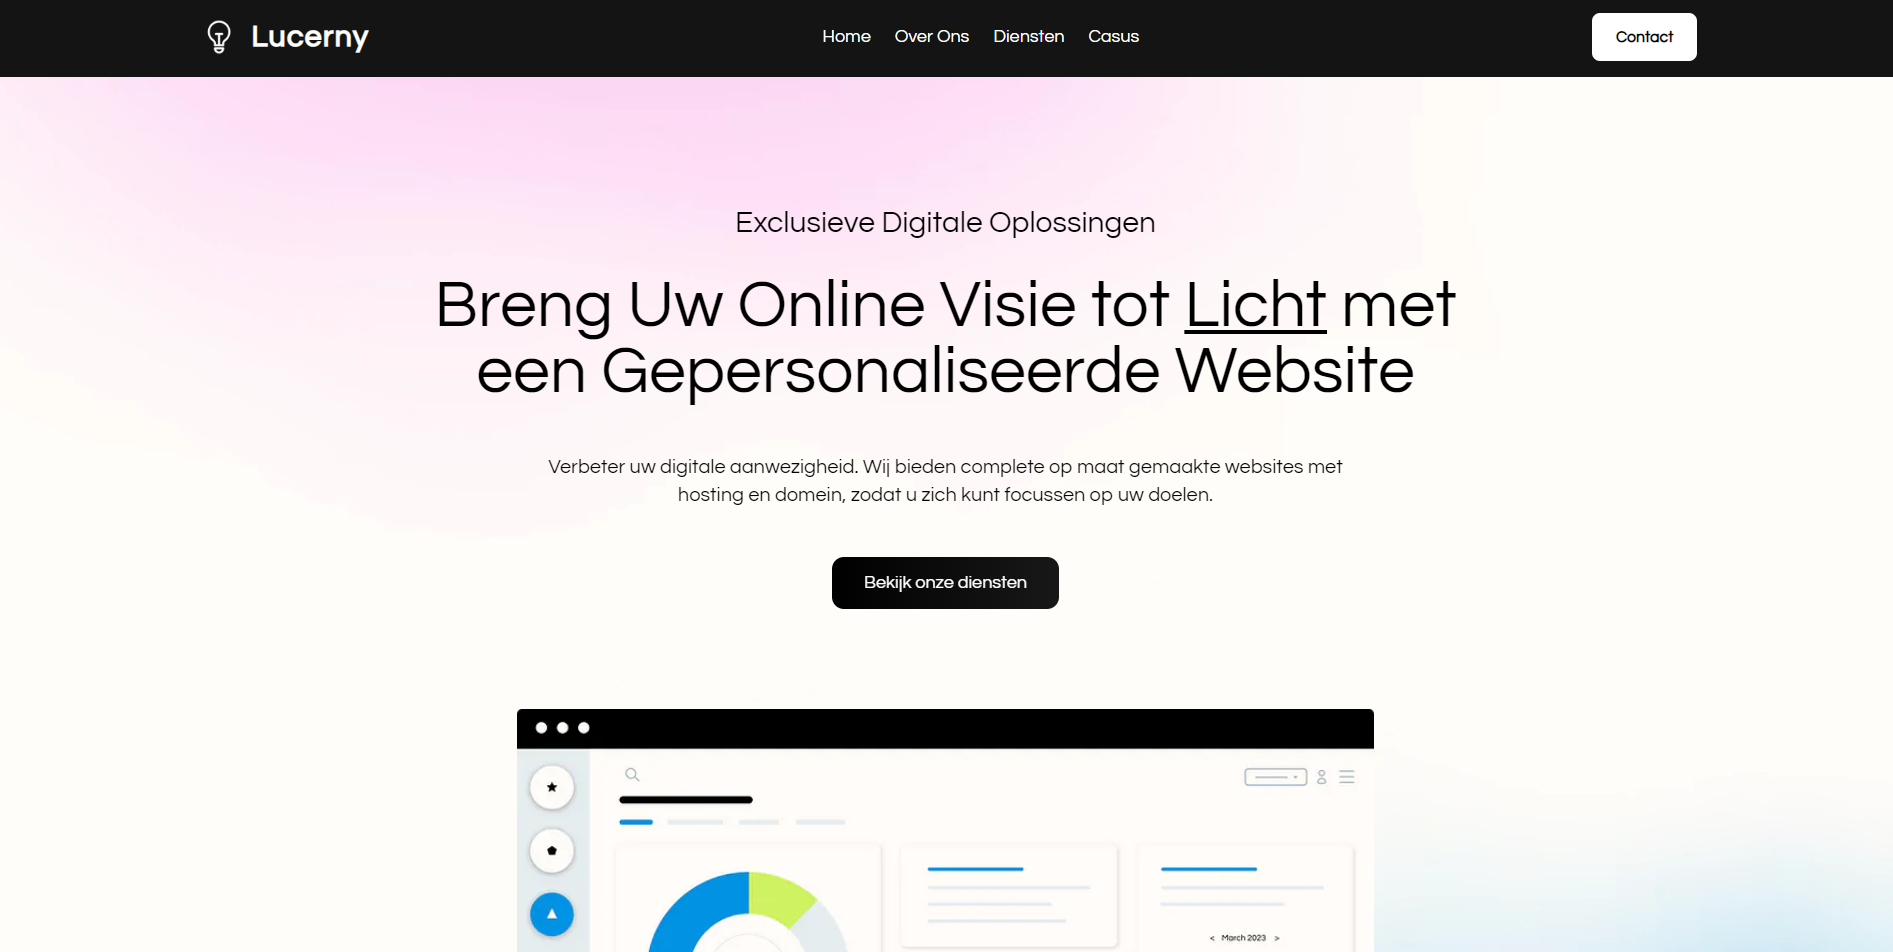 Lucerny
Home Over Ons Diensten Casus
Contact
Exclusieve Digitale Oplossingen
Breng Uw Online Visie tot Licht met
een Gepersonaliseerde Website
Verbeter uw digitale aanwezigheid. Wij bieden complete op maat gemaakte websites met
hosting en domein, zodat u zich kunt focussen op uw doelen.
Bekijk onze diensten
< March 2023 >